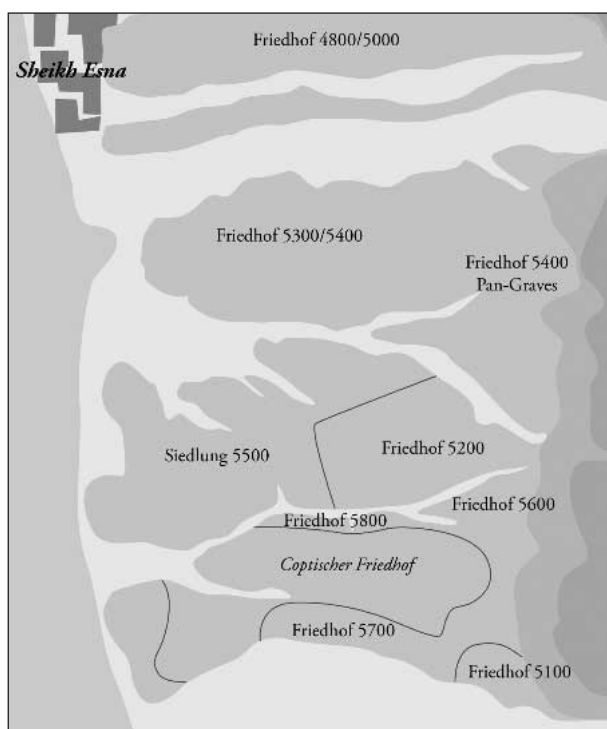 Friedhof 4800/5000
Sheikh Esna
Friedhof 5300/5400
Friedhof 5400
Pan-Graves
Siedlung 5500
Friedhof 5200
Friedhof 5600
Friedhof 5800
Coptischer Friedhof
Friedhof 5700
Friedhof 5100